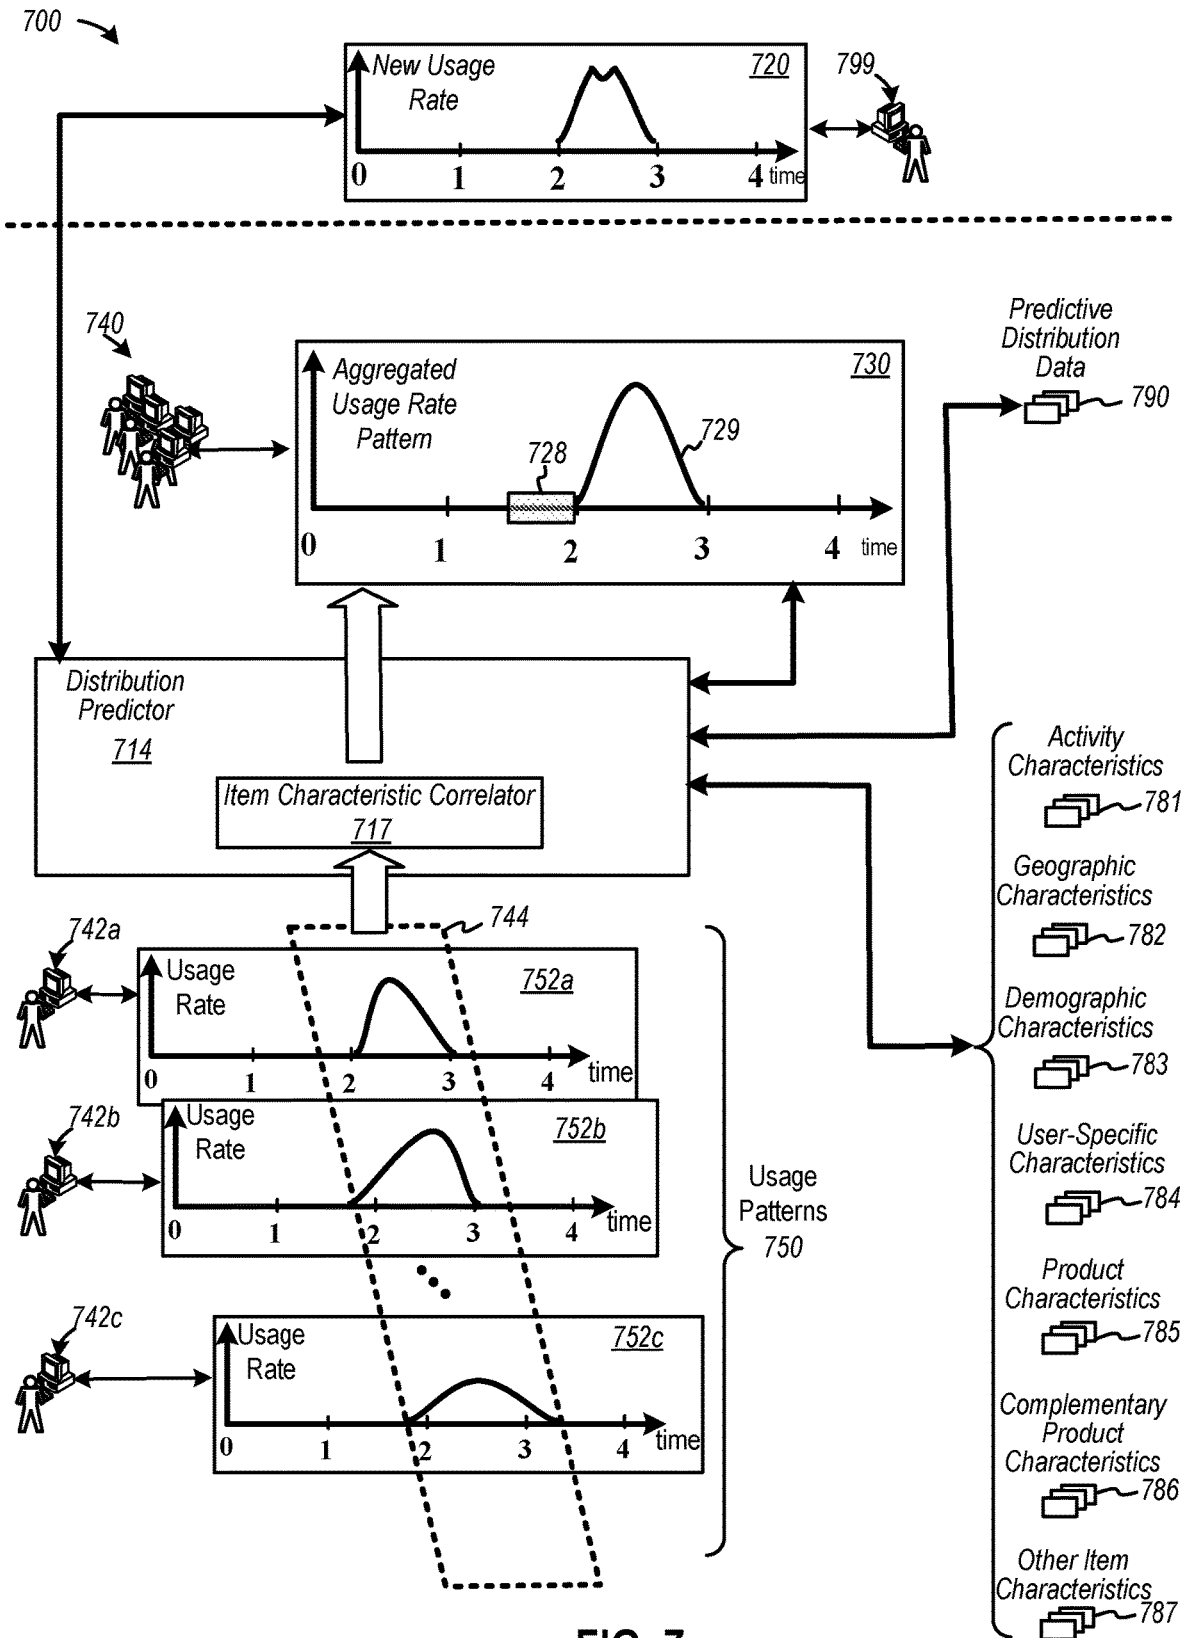 700
New Usage
Rate
720
799
0 1 2 3 4 time
740
Aggregated
Usage Rate
Pattern
730
728
729
0 1 2 3 4 time
Predictive
Distribution
Data
790
Distribution
Predictor
714
Item Characteristic Correlator
717
744
742a
Usage
Rate
752a
0 1 2 3 4 time
742b
Usage
Rate
752b
0 1 2 3 4 time
742c
Usage
Rate
752c
0 1 2 3 4 time
Usage
Patterns
750
Activity
Characteristics
781
Geographic
Characteristics
782
Demographic
Characteristics
783
User-Specific
Characteristics
784
Product
Characteristics
785
Complementary
Product
Characteristics
786
Other Item
Characteristics
787
FIG. 7